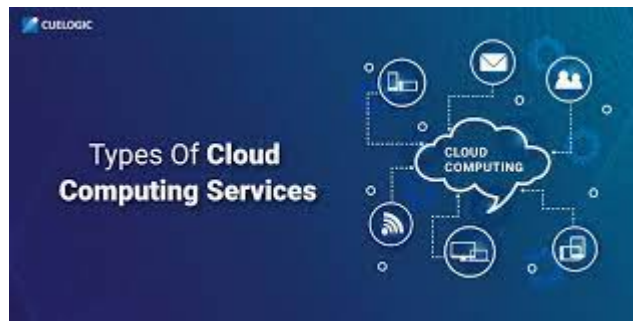 CUELOGIC
Types Of Cloud
Computing Services
CLOUD
COMPUTING